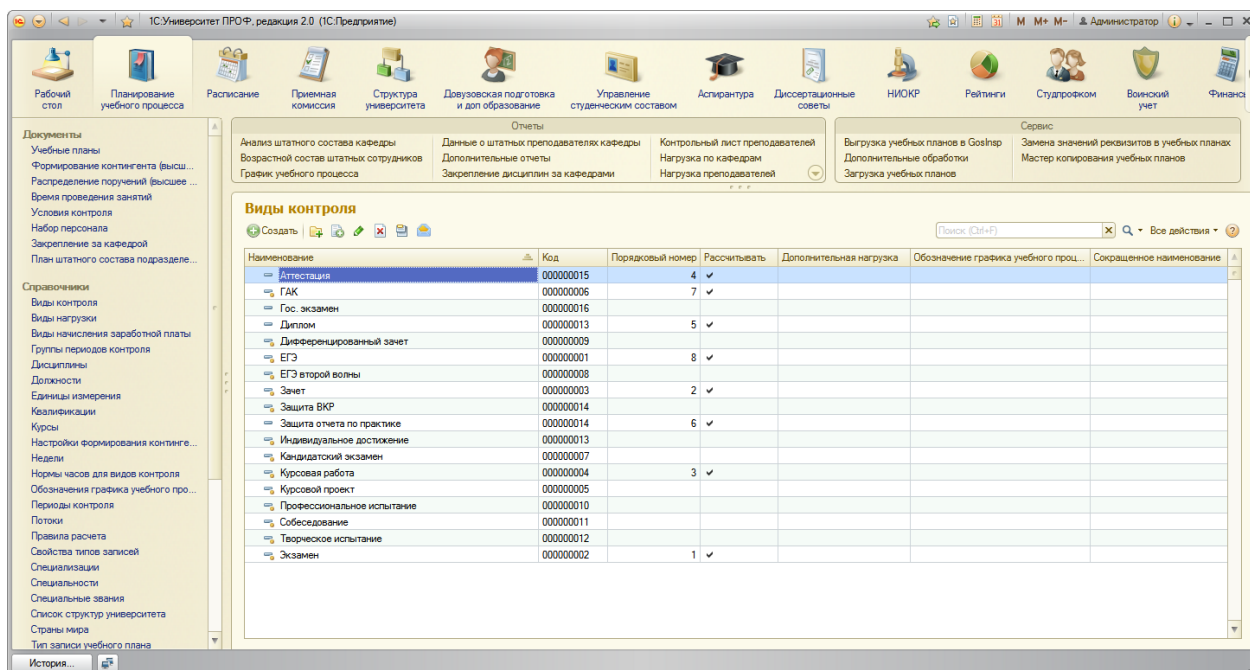 1С:Университет ПРОФ, редакция 2.0 (1С:Предприятие)
M M+ M- Администратор
Рабочий стол
Планирование учебного процесса
Расписание
Приемная комиссия
Структура университета
Довузовская подготовка и доп образование
Управление студенческим составом
Аспирантура
Диссертационные советы
НИОКР
Рейтинги
Студпрофком
Воинский учет
Документы
Учебные планы
Формирование контингента (высш...
Распределение поручений (высшее ...
Время проведения занятий
Условия контроля
Набор персонала
Закрепление за кафедрой
План штатного состава подразделе...
Справочники
Виды контроля
Виды нагрузки
Виды начисления заработной платы
Группы периодов контроля
Дисциплины
Должности
Единицы измерения
Квалификации
Курсы
Настройки формирования континге...
Недели
Нормы часов для видов контроля
Обозначения графика учебного про...
Периоды контроля
Потоки
Правила расчета
Свойства типов записей
Специализации
Специальности
Специальные звания
Список структур университета
Страны мира
Тип записи учебного плана
Отчеты
Анализ штатного состава кафедры Данные о штатных преподавателях кафедры Контрольный лист преподавателей
Возрастной состав штатных сотрудников Дополнительные отчеты Нагрузка по кафедрам
График учебного процесса Закрепление дисциплин за кафедрами Нагрузка преподавателей
Сервис
Выгрузка учебных планов в GosInsp Замена значений реквизитов в учебных планах
Дополнительные обработки Мастер копирования учебных планов
Загрузка учебных планов
Виды контроля
Создать Поиск (Ctrl+F) Все действия
Наименование Код Порядковый номер Рассчитывать Дополнительная нагрузка Обозначение графика учебного проц... Сокращенное наименование
Аттестация 000000015 4
ГАК 000000006 7
Гос. экзамен 000000016
Диплом 000000013 5
Дифференцированный зачет 000000009
ЕГЭ 000000001 8
ЕГЭ второй волны 000000008
Зачет 000000003 2
Защита ВКР 000000014
Защита отчета по практике 000000014 6
Индивидуальное достижение 000000013
Кандидатский экзамен 000000007
Курсовая работа 000000004 3
Курсовой проект 000000005
Профессиональное испытание 000000010
Собеседование 000000011
Творческое испытание 000000012
Экзамен 000000002 1
История...